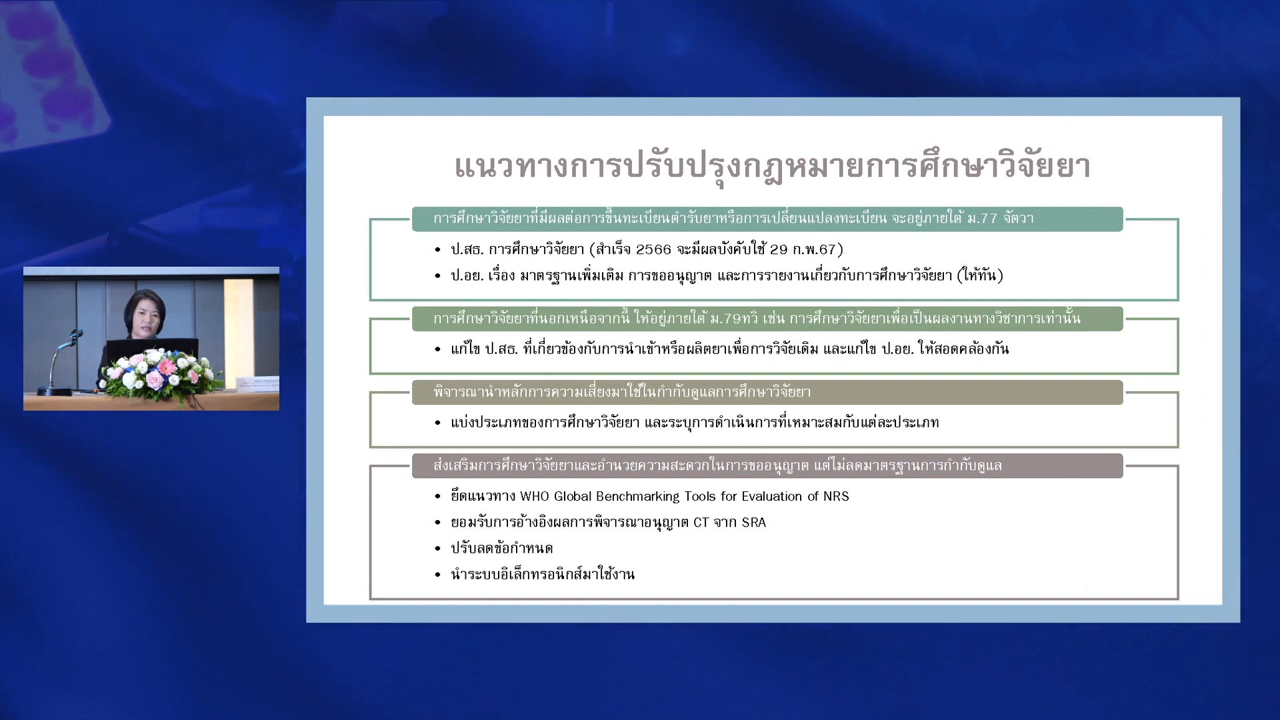 แนวทางการปรับปรุงกฎหมายการศึกษาวิจัยยา
การศึกษาวิจัยยาที่มีผลต่อการขึ้นทะเบียนตำรับยาหรือการเปลี่ยนแปลงทะเบียน จะอยู่ภายใต้ ม.77 จัตวา
• ป.สธ. การศึกษาวิจัยยา (สำเร็จ 2566 จะมีผลบังคับใช้ 29 ก.พ.67)
• ป.อย. เรื่อง มาตรฐานเพิ่มเติม การขออนุญาต และการรายงานเกี่ยวกับการศึกษาวิจัยยา (ให้ทัน)
การศึกษาวิจัยยาที่นอกเหนือจากนี้ ให้อยู่ภายใต้ ม.79ทวิ เช่น การศึกษาวิจัยยาเพื่อเป็นผลงานทางวิชาการเท่านั้น
• แก้ไข ป.สธ. ที่เกี่ยวข้องกับการนำเข้าหรือผลิตยาเพื่อการวิจัยเดิม และแก้ไข ป.อย. ให้สอดคล้องกัน
พิจารณานำหลักการความเสี่ยงมาใช้ในกำกับดูแลการศึกษาวิจัยยา
• แบ่งประเภทของการศึกษาวิจัยยา และระบุการดำเนินการที่เหมาะสมกับแต่ละประเภท
ส่งเสริมการศึกษาวิจัยยาและอำนวยความสะดวกในการขออนุญาต แต่ไม่ลดมาตรฐานการกำกับดูแล
• ยึดแนวทาง WHO Global Benchmarking Tools for Evaluation of NRS
• ยอมรับการอ้างอิงผลการพิจารณาอนุญาต CT จาก SRA
• ปรับลดข้อกำหนด
• นำระบบอิเล็กทรอนิกส์มาใช้งาน